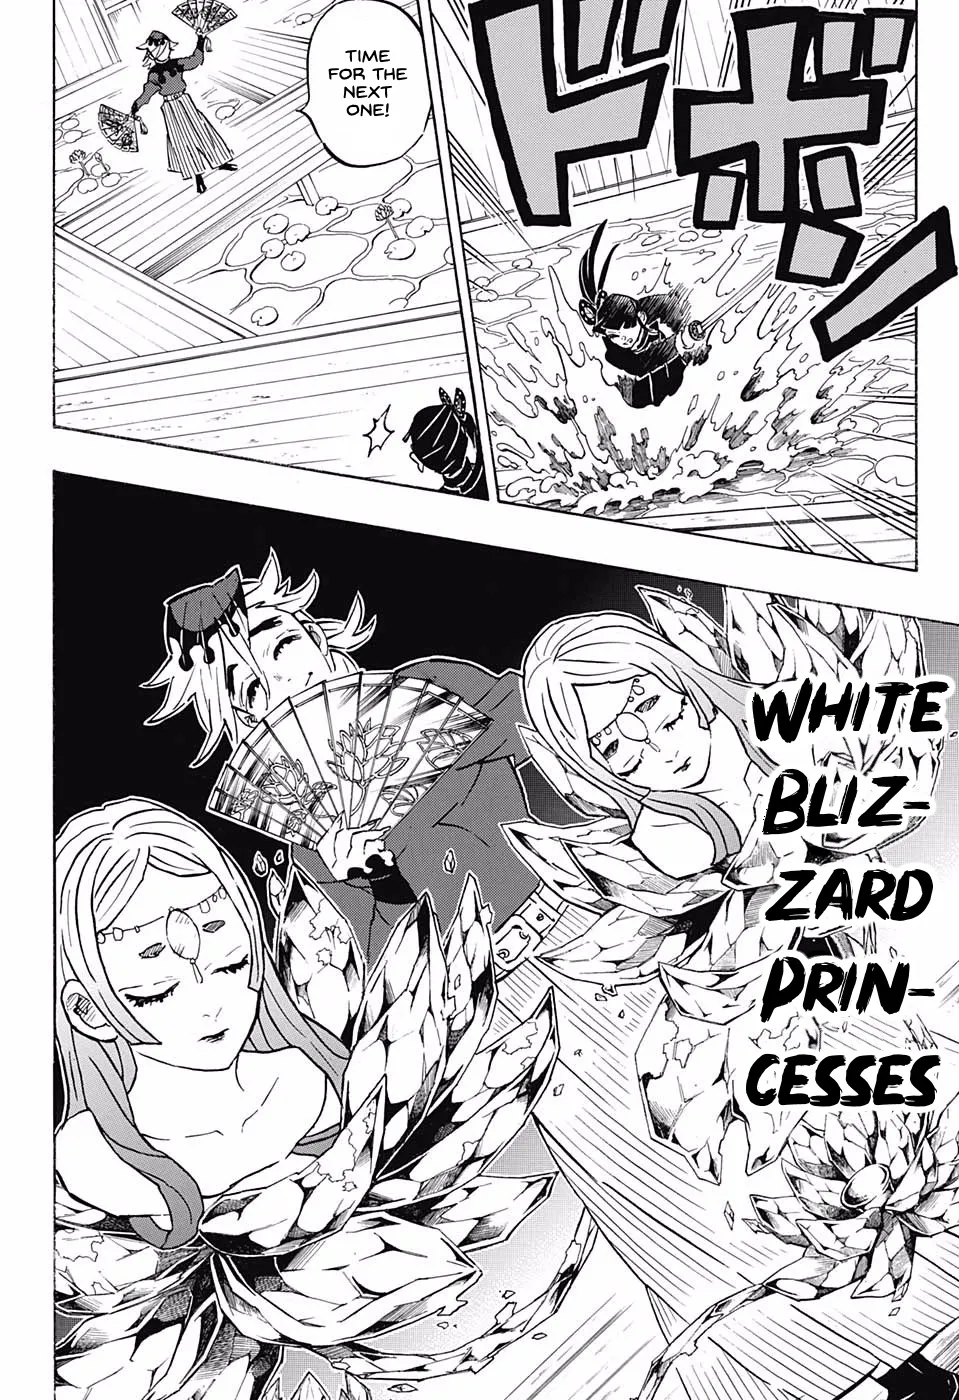 ドボン
TIME
FOR THE
NEXT
ONE!
WHITE
BLIZ-
ZARD
PRIN-
CESSES